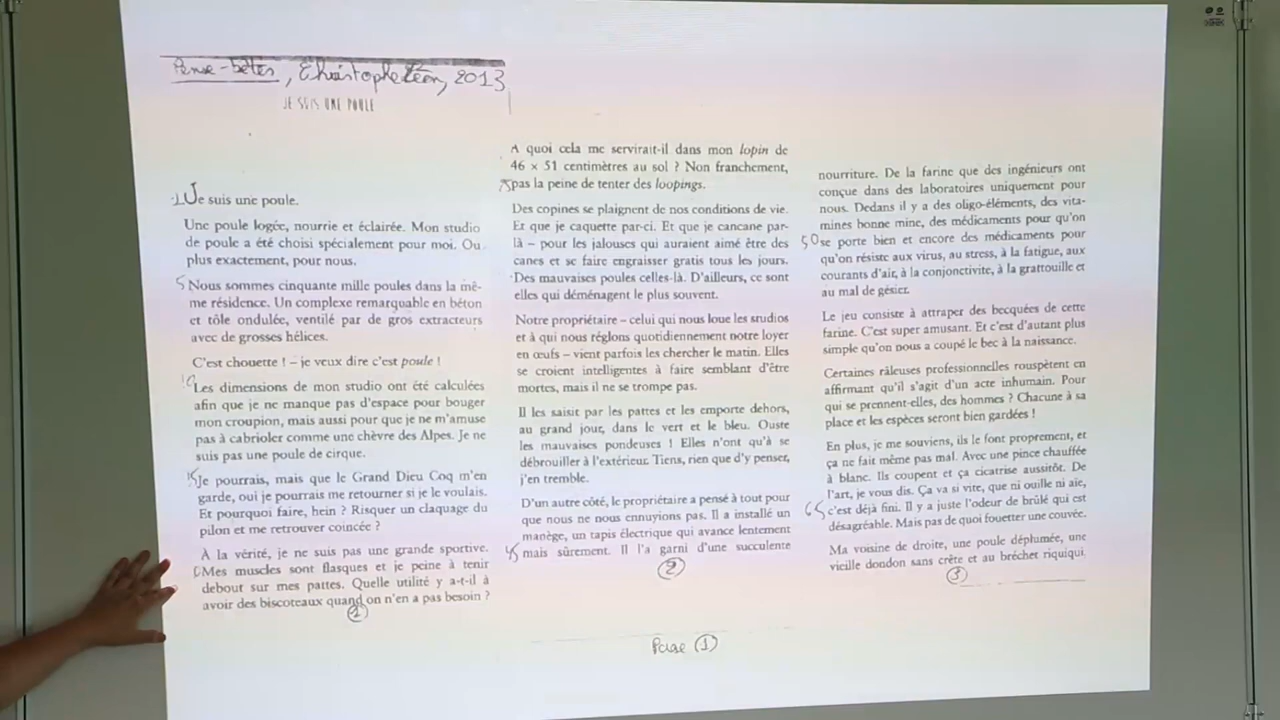 Pense-bêtes, Christophe Léon, 2013
JE SUIS UNE POULE
1 Je suis une poule.
Une poule logée, nourrie et éclairée. Mon studio
de poule a été choisi spécialement pour moi. Ou
plus exactement, pour nous.
5 Nous sommes cinquante mille poules dans la mê-
me résidence. Un complexe remarquable en béton
et tôle ondulée, ventilé par de gros extracteurs
avec de grosses hélices.
C'est chouette ! – je veux dire c'est poule !
10 Les dimensions de mon studio ont été calculées
afin que je ne manque pas d'espace pour bouger
mon croupion, mais aussi pour que je ne m'amuse
pas à cabrioler comme une chèvre des Alpes. Je ne
suis pas une poule de cirque.
15 Je pourrais, mais que le Grand Dieu Coq m'en
garde, oui je pourrais me retourner si je le voulais.
Et pourquoi faire, hein ? Risquer un claquage du
pilon et me retrouver coincée ?
À la vérité, je ne suis pas une grande sportive.
Mes muscles sont flasques et je peine à tenir
debout sur mes pattes. Quelle utilité y a-t-il à
avoir des biscoteaux quand on n'en a pas besoin ?
1
A quoi cela me servirait-il dans mon lopin de
46 × 51 centimètres au sol ? Non franchement,
25 pas la peine de tenter des loopings.
Des copines se plaignent de nos conditions de vie.
Et que je caquette par-ci. Et que je cancane par-
là – pour les jalouses qui auraient aimé être des
canes et se faire engraisser gratis tous les jours.
Des mauvaises poules celles-là. D'ailleurs, ce sont
elles qui déménagent le plus souvent.
Notre propriétaire – celui qui nous loue les studios
et à qui nous réglons quotidiennement notre loyer
en œufs – vient parfois les chercher le matin. Elles
se croient intelligentes à faire semblant d'être
mortes, mais il ne se trompe pas.
Il les saisit par les pattes et les emporte dehors,
au grand jour, dans le vert et le bleu. Ouste
les mauvaises pondeuses ! Elles n'ont qu'à se
débrouiller à l'extérieur. Tiens, rien que d'y penser,
j'en tremble.
D'un autre côté, le propriétaire a pensé à tout pour
que nous ne nous ennuyions pas. Il a installé un
manège, un tapis électrique qui avance lentement
45 mais sûrement. Il l'a garni d'une succulente
2
nourriture. De la farine que des ingénieurs ont
conçue dans des laboratoires uniquement pour
nous. Dedans il y a des oligo-éléments, des vita-
mines bonne mine, des médicaments pour qu'on
50 se porte bien et encore des médicaments pour
qu'on résiste aux virus, au stress, à la fatigue, aux
courants d'air, à la conjonctivite, à la grattouille et
au mal de gésier.
Le jeu consiste à attraper des becquées de cette
farine. C'est super amusant. Et c'est d'autant plus
simple qu'on nous a coupé le bec à la naissance.
Certaines râleuses professionnelles rouspètent en
affirmant qu'il s'agit d'un acte inhumain. Pour
qui se prennent-elles, des hommes ? Chacune à sa
place et les espèces seront bien gardées !
En plus, je me souviens, ils le font proprement, et
ça ne fait même pas mal. Avec une pince chauffée
à blanc. Ils coupent et ça cicatrise aussitôt. De
l'art, je vous dis. Ça va si vite, que ni ouille ni aïe,
65 c'est déjà fini. Il y a juste l'odeur de brûlé qui est
désagréable. Mais pas de quoi fouetter une couvée.
Ma voisine de droite, une poule déplumée, une
vieille dondon sans crête et au bréchet riquiqui
3
Page 1